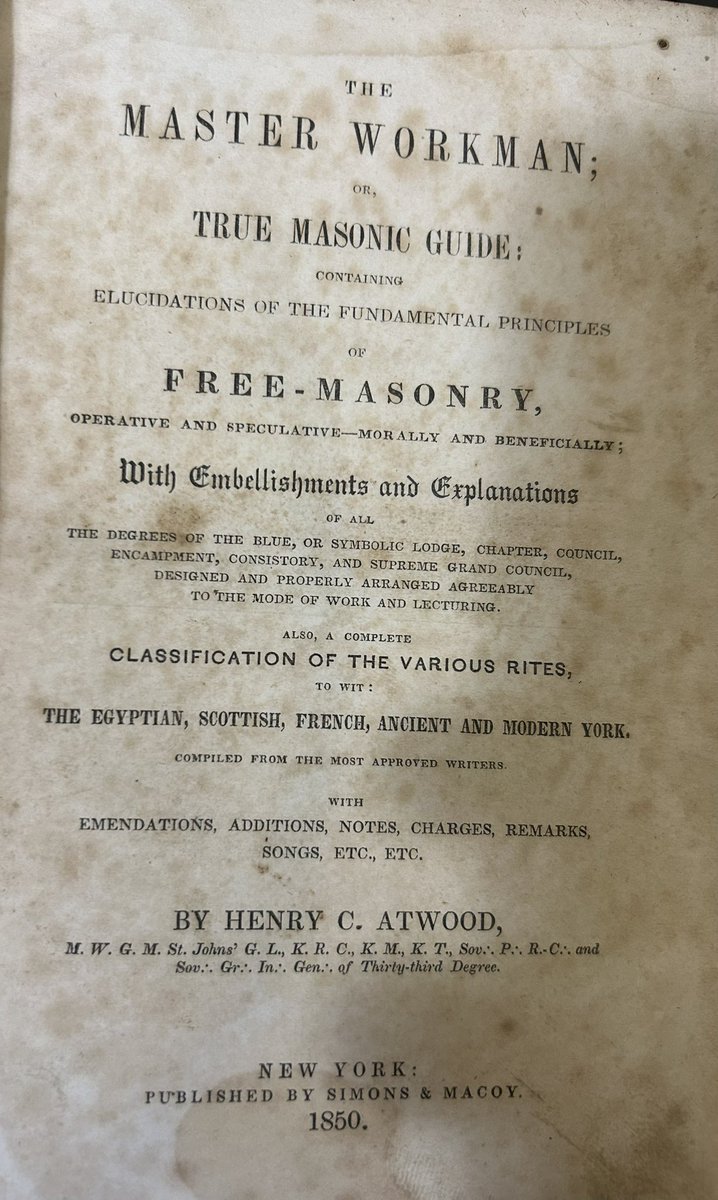 THE
MASTER WORKMAN;
OR,
TRUE MASONIC GUIDE:
CONTAINING
ELUCIDATIONS OF THE FUNDAMENTAL PRINCIPLES
OF
FREE-MASONRY,
OPERATIVE AND SPECULATIVE—MORALLY AND BENEFICIALLY;
With Embellishments and Explanations
OF ALL
THE DEGREES OF THE BLUE, OR SYMBOLIC LODGE, CHAPTER, COUNCIL,
ENCAMPMENT, CONSISTORY, AND SUPREME GRAND COUNCIL,
DESIGNED AND PROPERLY ARRANGED AGREEABLY
TO THE MODE OF WORK AND LECTURING.
ALSO, A COMPLETE
CLASSIFICATION OF THE VARIOUS RITES,
TO WIT:
THE EGYPTIAN, SCOTTISH, FRENCH, ANCIENT AND MODERN YORK.
COMPILED FROM THE MOST APPROVED WRITERS.
WITH
EMENDATIONS, ADDITIONS, NOTES, CHARGES, REMARKS,
SONGS, ETC., ETC.
BY HENRY C. ATWOOD,
M. W. G. M. St. Johns' G. L., K. R. C., K. M., K. T., Sov∴ P∴ R.-C∴ and
Sov∴ Gr∴ In∴ Gen∴ of Thirty-third Degree.
NEW YORK:
PUBLISHED BY SIMONS & MACOY.
1850.